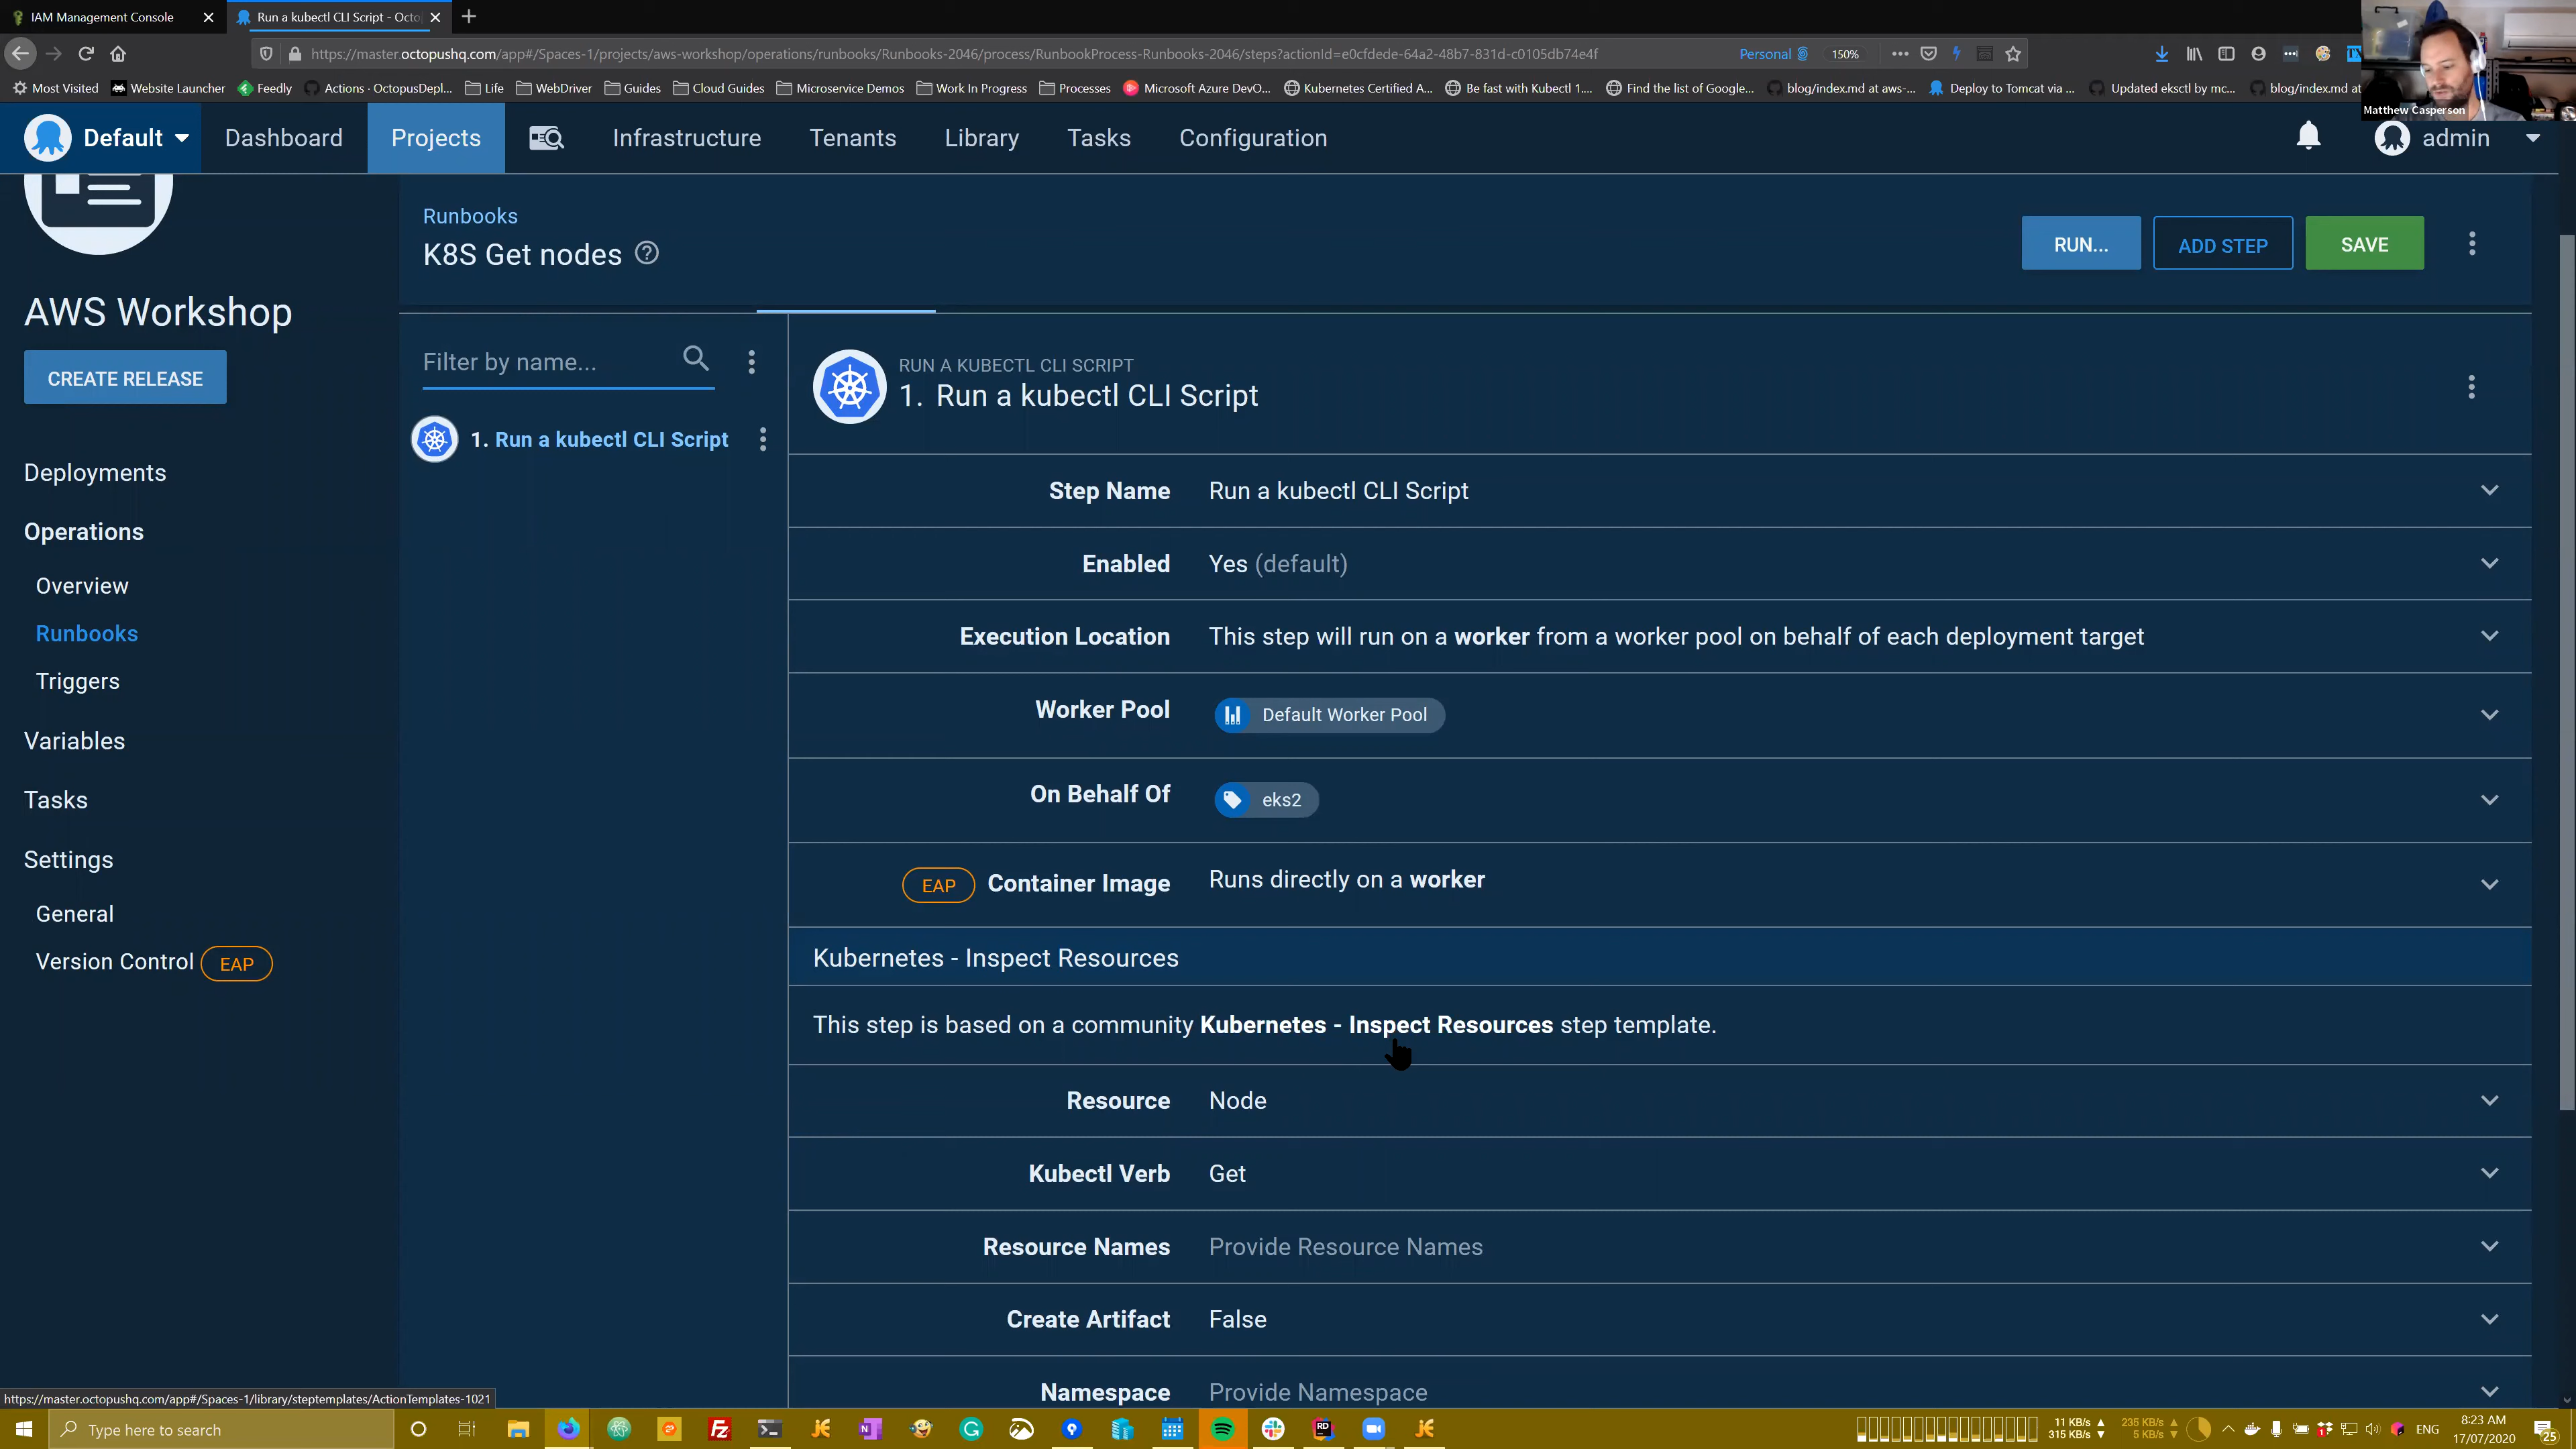 IAM Management Console
Run a kubectl CLI Script - Octo
https://master.octopushq.com/app#/Spaces-1/projects/aws-workshop/operations/runbooks/Runbooks-2046/process/RunbookProcess-Runbooks-2046/steps?actionId=e0cfdede-64a2-48b7-831d-c0105db74e4f
Personal
150%
Most Visited
Website Launcher
Feedly
Actions · OctopusDepl...
Life
WebDriver
Guides
Cloud Guides
Microservice Demos
Work In Progress
Processes
Microsoft Azure DevO...
Kubernetes Certified A...
Be fast with Kubectl 1....
Find the list of Google...
blog/index.md at aws-...
Deploy to Tomcat via ...
Updated eksctl by mc...
blog/index.md at
Matthew Casperson
Default
Dashboard
Projects
Infrastructure
Tenants
Library
Tasks
Configuration
admin
AWS Workshop
CREATE RELEASE
Deployments
Operations
Overview
Runbooks
Triggers
Variables
Tasks
Settings
General
Version Control EAP
Runbooks
K8S Get nodes
RUN...
ADD STEP
SAVE
Filter by name...
1. Run a kubectl CLI Script
RUN A KUBECTL CLI SCRIPT
1. Run a kubectl CLI Script
Step Name Run a kubectl CLI Script
Enabled Yes (default)
Execution Location This step will run on a worker from a worker pool on behalf of each deployment target
Worker Pool Default Worker Pool
On Behalf Of eks2
EAP Container Image Runs directly on a worker
Kubernetes - Inspect Resources
This step is based on a community Kubernetes - Inspect Resources step template.
Resource Node
Kubectl Verb Get
Resource Names Provide Resource Names
Create Artifact False
Namespace Provide Namespace
https://master.octopushq.com/app#/Spaces-1/library/steptemplates/ActionTemplates-1021
Type here to search
11 KB/s
315 KB/s
235 KB/s
5 KB/s
ENG
8:23 AM
17/07/2020
25